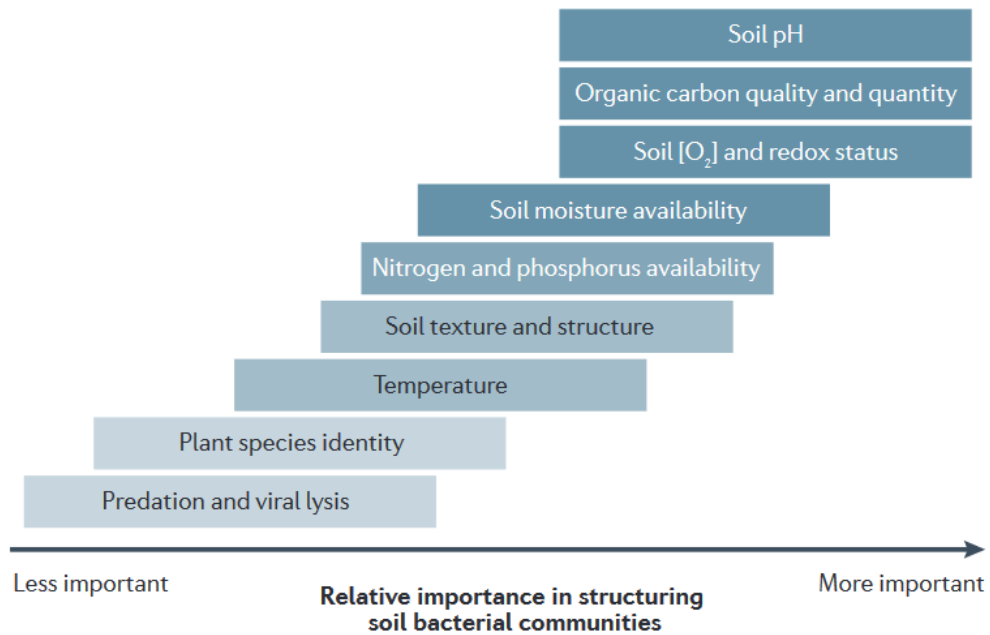 Soil pH
Organic carbon quality and quantity
Soil [O₂] and redox status
Soil moisture availability
Nitrogen and phosphorus availability
Soil texture and structure
Temperature
Plant species identity
Predation and viral lysis
Less important
More important
Relative importance in structuring
soil bacterial communities